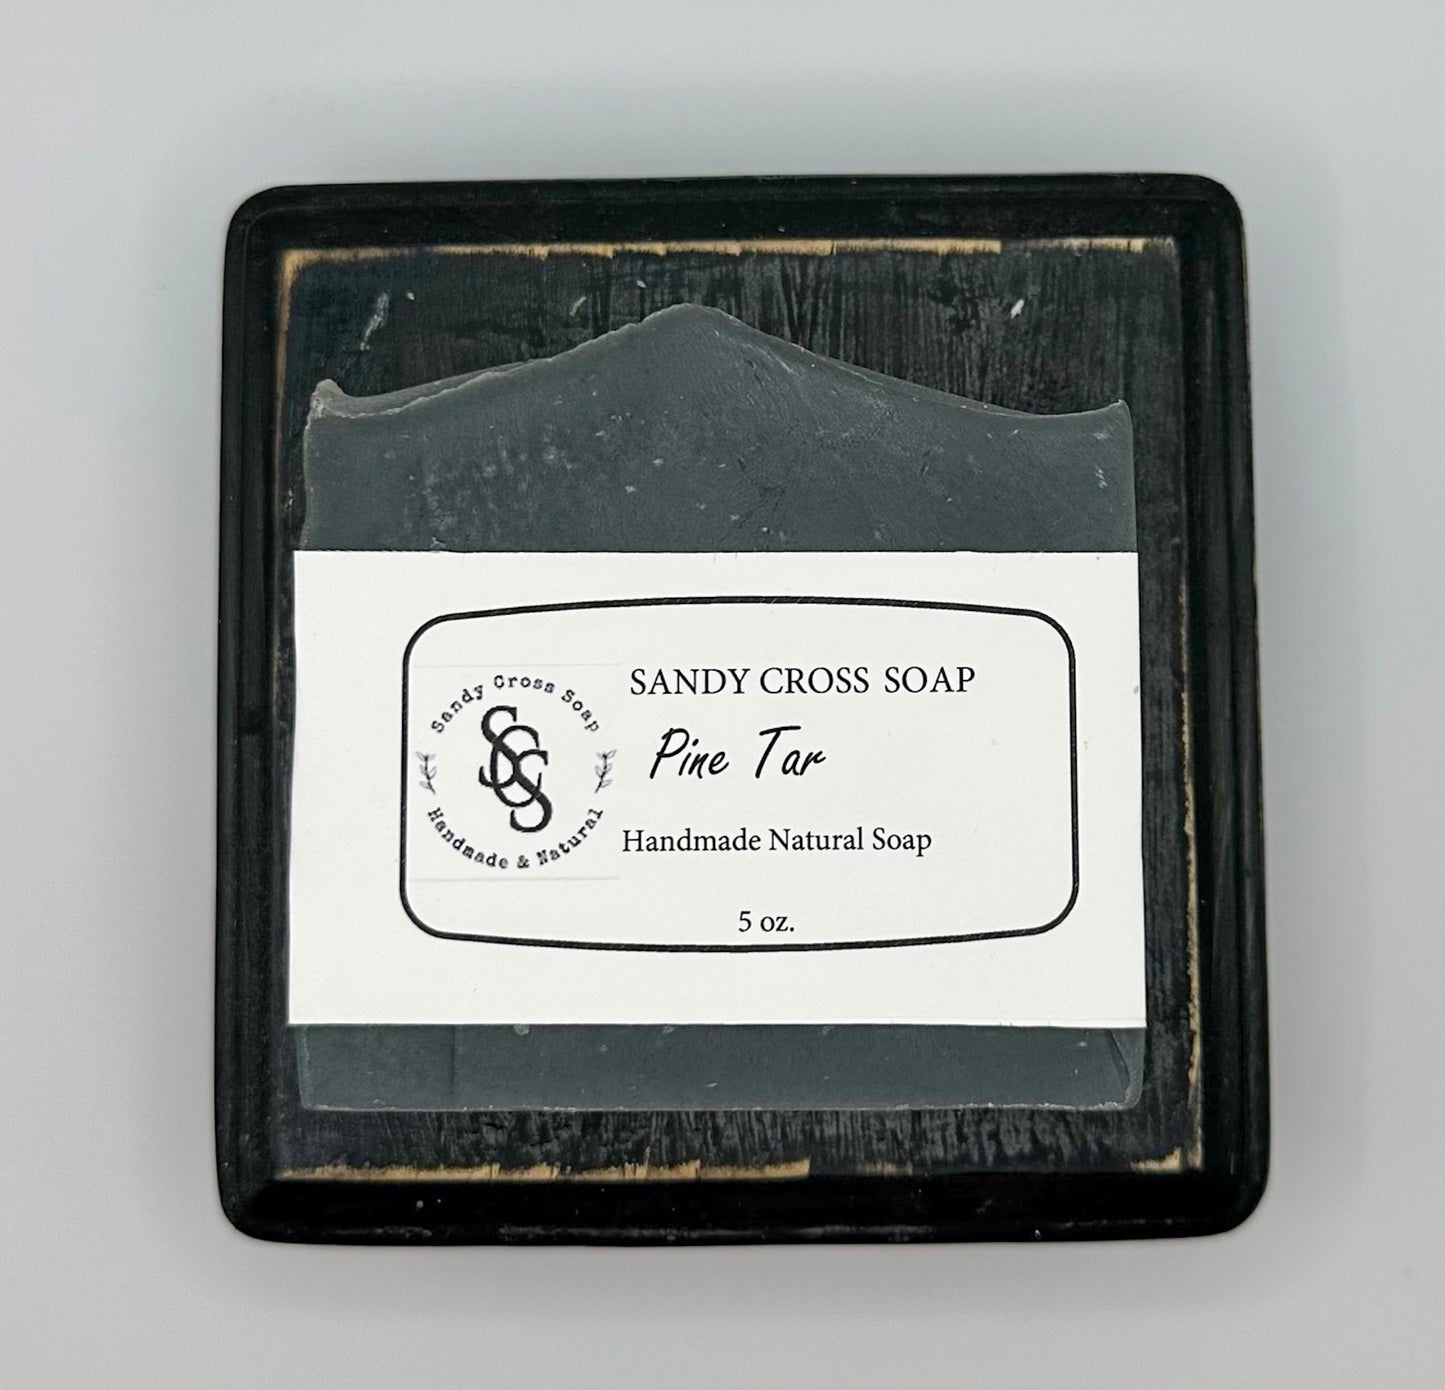 Sandy Cross Soap
SCS
Handmade & Natural
SANDY CROSS SOAP
Pine Tar
Handmade Natural Soap
5 oz.